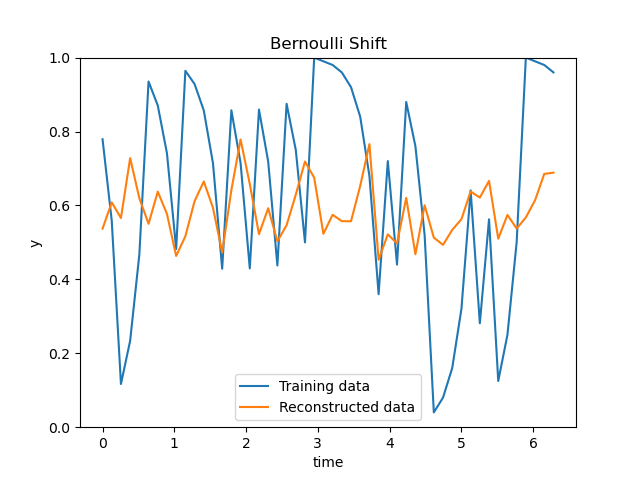 Bernoulli Shift
1.0
0.8
0.6
0.4
0.2
0.0
y
Training data
Reconstructed data
0 1 2 3 4 5 6
time